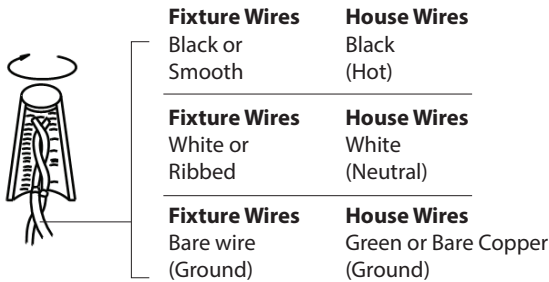 Fixture Wires House Wires
Black or Black
Smooth (Hot)
Fixture Wires House Wires
White or White
Ribbed (Neutral)
Fixture Wires House Wires
Bare wire Green or Bare Copper
(Ground) (Ground)